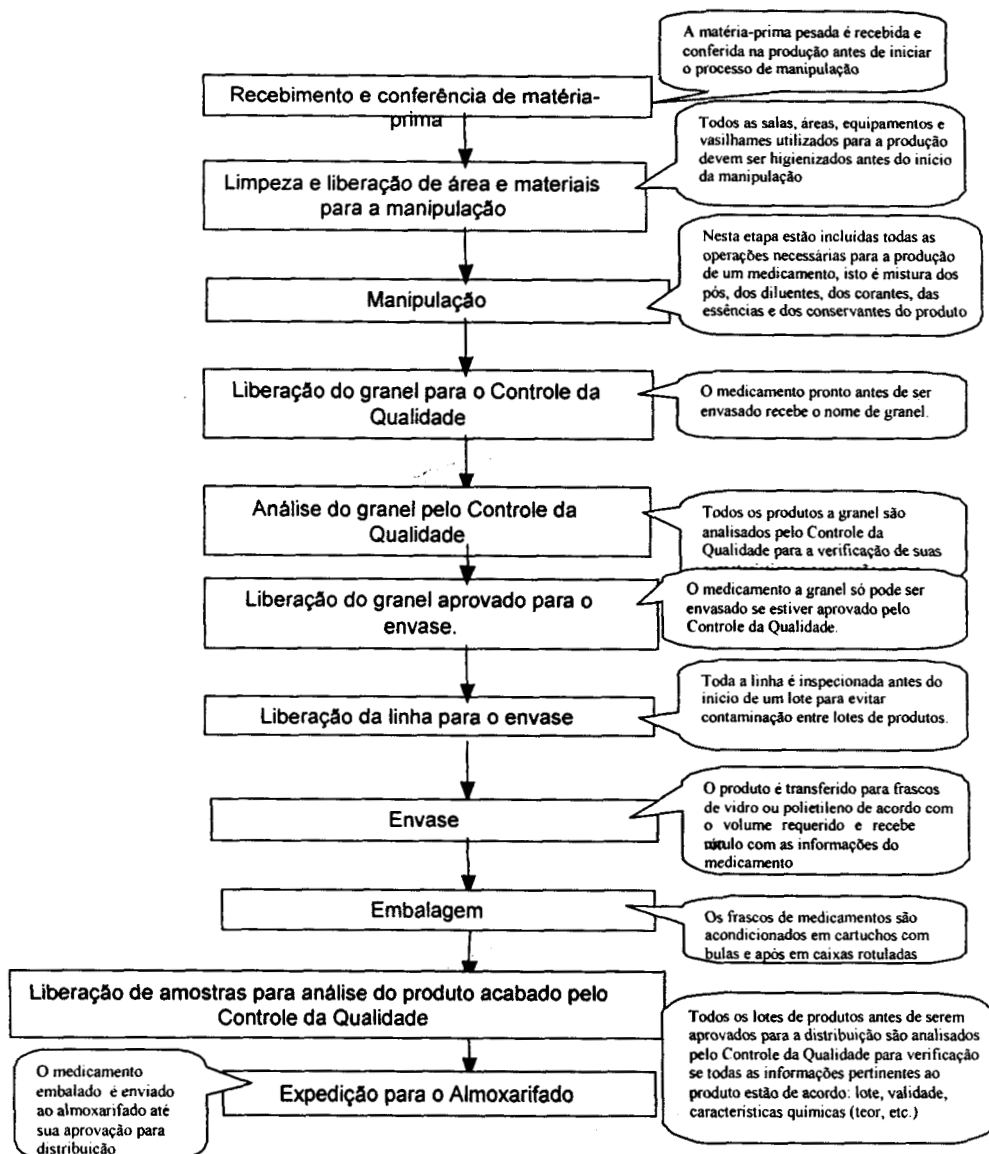 A matéria-prima pesada é recebida e
conferida na produção antes de iniciar
o processo de manipulação
Recebimento e conferência de matéria-
prima
Todos as salas, áreas, equipamentos e
vasilhames utilizados para a produção
devem ser higienizados antes do início
da manipulação
Limpeza e liberação de área e materiais
para a manipulação
Nesta etapa estão incluídas todas as
operações necessárias para a produção
de um medicamento, isto é mistura dos
pós, dos diluentes, dos corantes, das
essências e dos conservantes do produto
Manipulação
Liberação do granel para o Controle da
Qualidade
O medicamento pronto antes de ser
envasado recebe o nome de granel.
Análise do granel pelo Controle da
Qualidade
Todos os produtos a granel são
analisados pelo Controle da
Qualidade para a verificação de suas
Liberação do granel aprovado para o
envase.
O medicamento a granel só pode ser
envasado se estiver aprovado pelo
Controle da Qualidade.
Toda a linha é inspecionada antes do
início de um lote para evitar
contaminação entre lotes de produtos.
Liberação da linha para o envase
O produto é transferido para frascos
de vidro ou polietileno de acordo com
o volume requerido e recebe
com as informações do
medicamento
Envase
Embalagem
Os frascos de medicamentos são
acondicionados em cartuchos com
bulas e após em caixas rotuladas
Liberação de amostras para análise do produto acabado pelo
Controle da Qualidade
Todos os lotes de produtos antes de serem
aprovados para a distribuição são analisados
pelo Controle da Qualidade para verificação
se todas as informações pertinentes ao
produto estão de acordo: lote, validade,
características químicas (teor, etc.)
O medicamento
embalado é enviado
ao almoxarifado até
sua aprovação para
distribuição
Expedição para o Almoxarifado